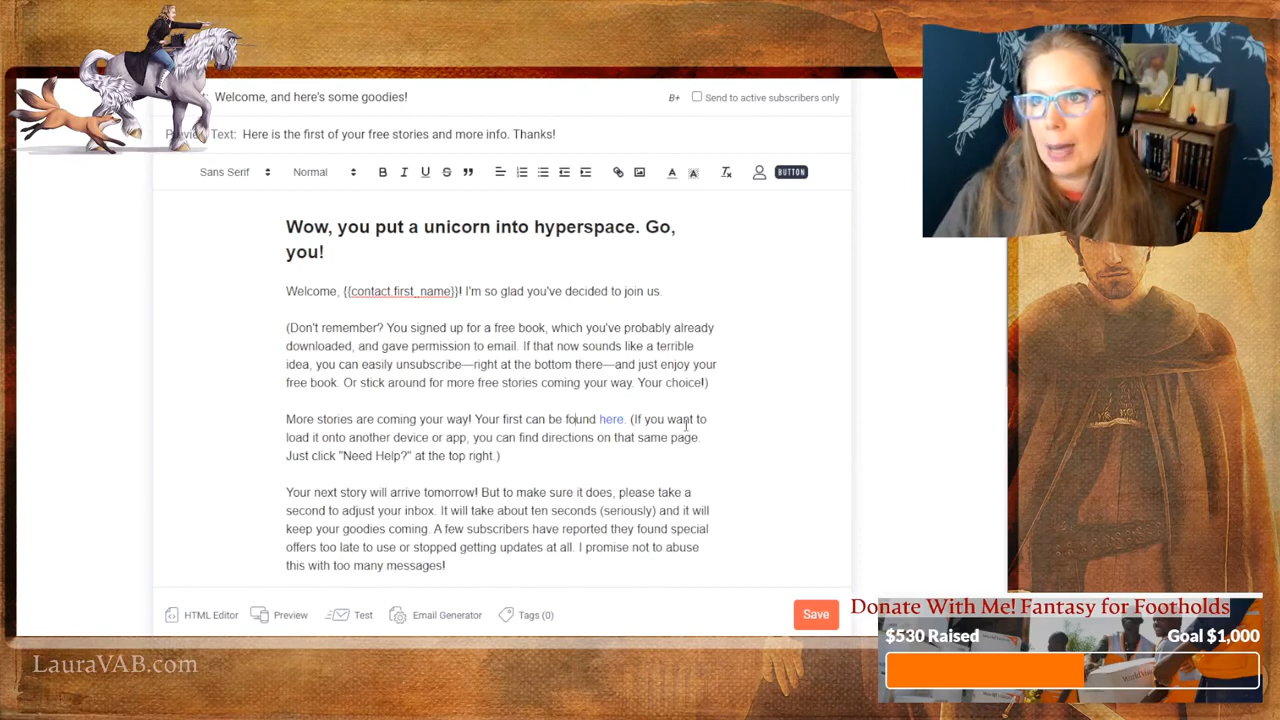 Welcome, and here's some goodies!
B+
Send to active subscribers only
Text: Here is the first of your free stories and more info. Thanks!
Sans Serif
Normal
B I U S
A A
BUTTON
Wow, you put a unicorn into hyperspace. Go,
you!
Welcome, {{contact.first_name}}! I'm so glad you've decided to join us.
(Don't remember? You signed up for a free book, which you've probably already
downloaded, and gave permission to email. If that now sounds like a terrible
idea, you can easily unsubscribe—right at the bottom there—and just enjoy your
free book. Or stick around for more free stories coming your way. Your choice!)
More stories are coming your way! Your first can be found here. (If you want to
load it onto another device or app, you can find directions on that same page.
Just click "Need Help?" at the top right.)
Your next story will arrive tomorrow! But to make sure it does, please take a
second to adjust your inbox. It will take about ten seconds (seriously) and it will
keep your goodies coming. A few subscribers have reported they found special
offers too late to use or stopped getting updates at all. I promise not to abuse
this with too many messages!
HTML Editor
Preview
Test
Email Generator
Tags (0)
Save
Donate With Me! Fantasy for Footholds
$530 Raised
Goal $1,000
LauraVAB.com